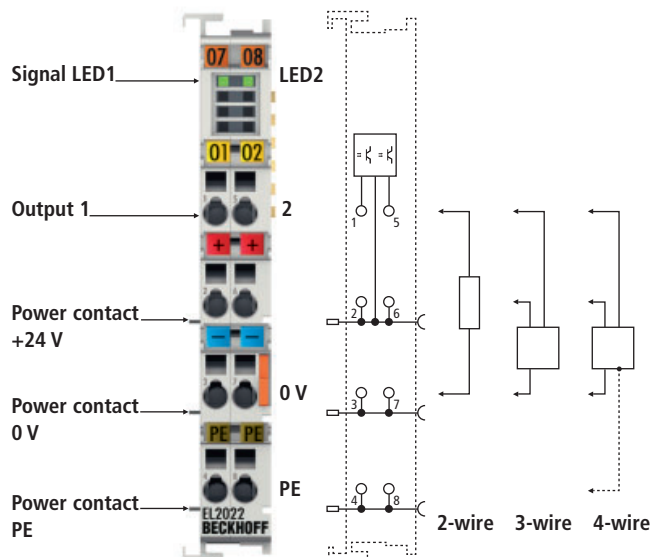 07 08
Signal LED1
LED2
01 02
Output 1
2
1 5
+ +
2 6
Power contact
+24 V
− −
3 7
0 V
Power contact
0 V
PE PE
4 8
PE
Power contact
PE
EL2022
BECKHOFF
2-wire 3-wire 4-wire